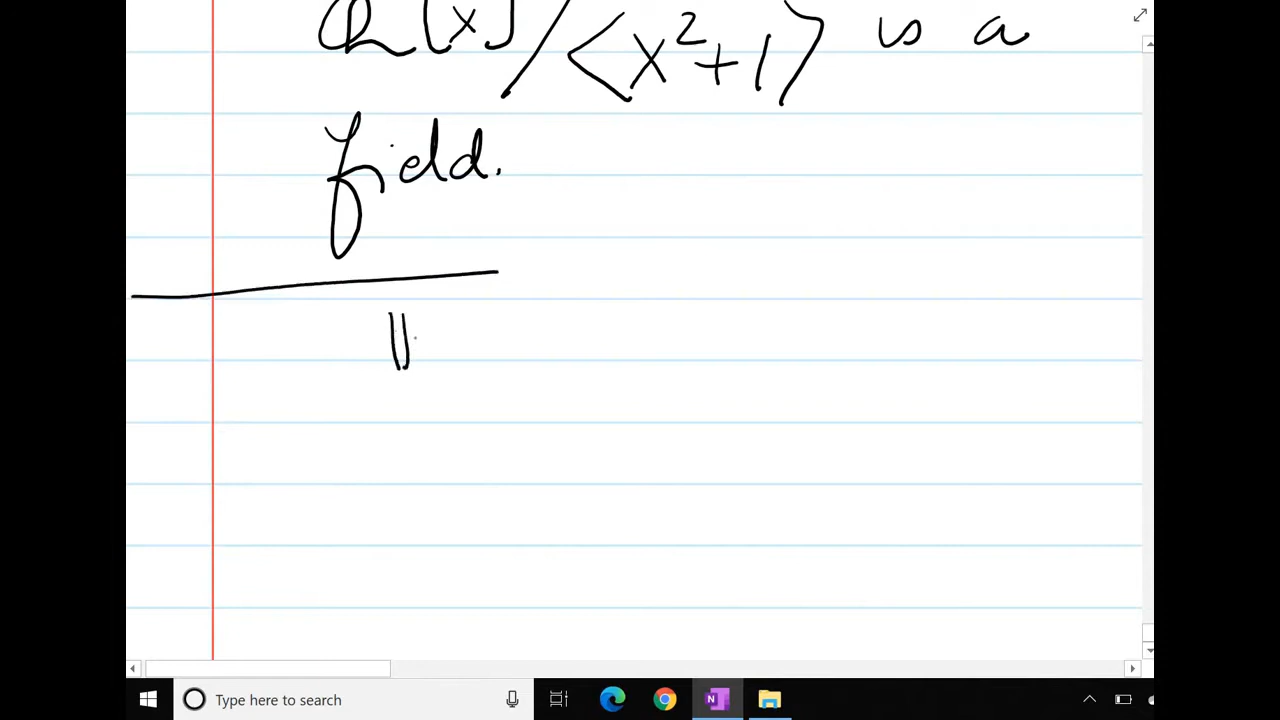 ℝ[x]/⟨x²+1⟩ is a
field.
Type here to search